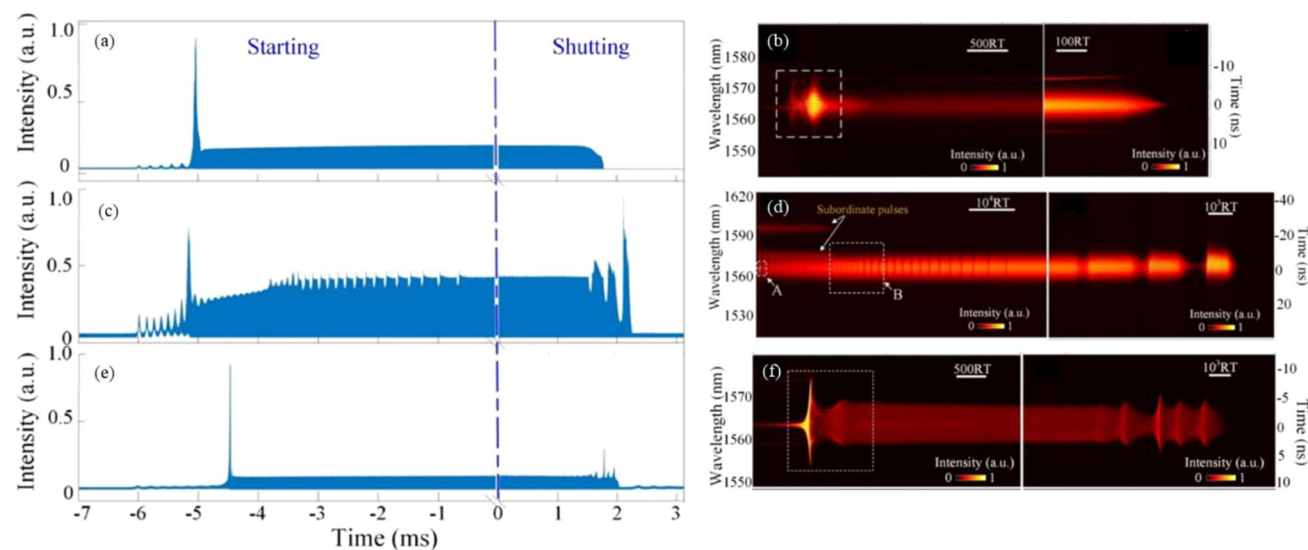 (a)
Starting
Shutting
Intensity (a.u.)
1.0
0.5
0
(c)
Intensity (a.u.)
1.0
0.5
0
(e)
Intensity (a.u.)
1.0
0.5
0
-7 -6 -5 -4 -3 -2 -1 0 1 2 3
Time (ms)
(b)
500RT
100RT
Wavelength (nm)
1580
1570
1560
1550
-10
0
10
Time (ns)
Intensity (a.u.)
0 1
Intensity (a.u.)
0 1
(d)
Subordinate pulses
10⁴RT
10³RT
A
B
Wavelength (nm)
1620
1590
1560
1530
-40
-20
0
20
Time (ns)
Intensity (a.u.)
0 1
Intensity (a.u.)
0 1
(f)
500RT
10³RT
Wavelength (nm)
1570
1560
1550
-10
-5
0
5
10
Time (ns)
Intensity (a.u.)
0 1
Intensity (a.u.)
0 1